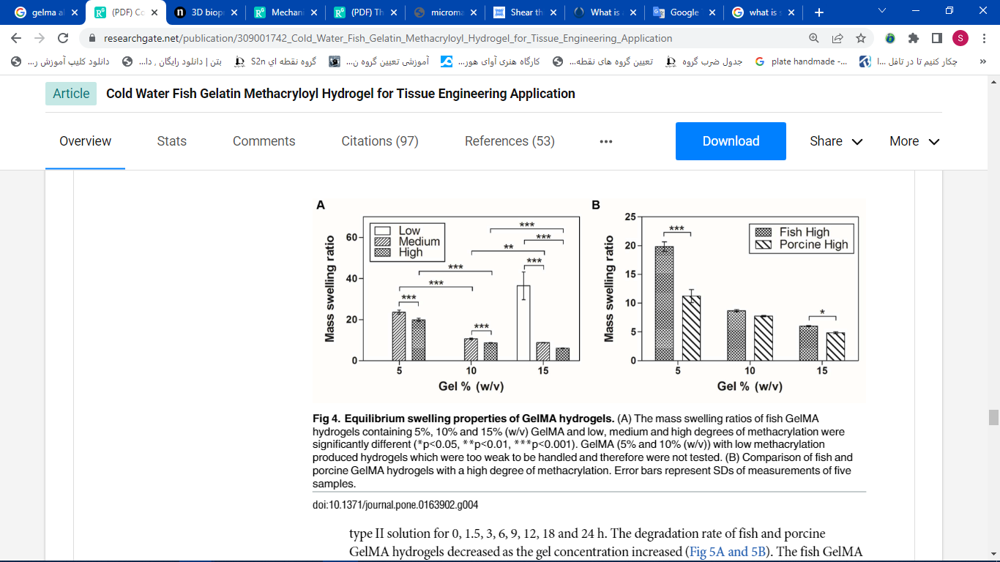 gelma al
(PDF) Co
3D biopr
Mechani
(PDF) Th
microma
Shear th
What is
Google
what is s
researchgate.net/publication/309001742_Cold_Water_Fish_Gelatin_Methacryloyl_Hydrogel_for_Tissue_Engineering_Application
S
دانلود کلیپ آموزش ر...
بتن | دانلود رایگان , دا...
گروه نقطه اي S2n
آموزشی تعیین گروه ن...
کارگاه هنری آوای هور...
تعیین گروه های نقطه...
جدول ضرب گروه
plate handmade -...
چکار کنیم تا در تافل ...ا
»
Article
Cold Water Fish Gelatin Methacryloyl Hydrogel for Tissue Engineering Application
Overview
Stats
Comments
Citations (97)
References (53)
•••
Download
Share
More
A
Mass swelling ratio
60
40
20
0
Low
Medium
High
***
***
***
***
***
***
**
***
***
5
10
15
Gel % (w/v)
B
Mass swelling ratio
25
20
15
10
5
0
Fish High
Porcine High
***
*
5
10
15
Gel % (w/v)
Fig 4. Equilibrium swelling properties of GelMA hydrogels. (A) The mass swelling ratios of fish GelMA
hydrogels containing 5%, 10% and 15% (w/v) GelMA and low, medium and high degrees of methacrylation were
significantly different (*p<0.05, **p<0.01, ***p<0.001). GelMA (5% and 10% (w/v)) with low methacrylation
produced hydrogels which were too weak to be handled and therefore were not tested. (B) Comparison of fish and
porcine GelMA hydrogels with a high degree of methacrylation. Error bars represent SDs of measurements of five
samples.
doi:10.1371/journal.pone.0163902.g004
type II solution for 0, 1.5, 3, 6, 9, 12, 18 and 24 h. The degradation rate of fish and porcine
GelMA hydrogels decreased as the gel concentration increased (Fig 5A and 5B). The fish GelMA